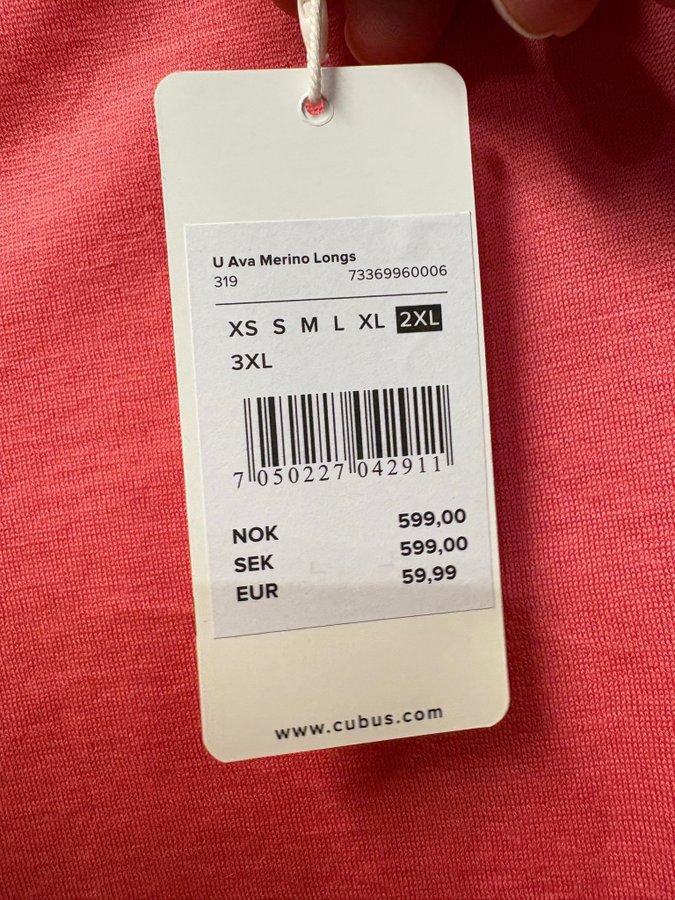 U Ava Merino Longs
319 73369960006
XS S M L XL 2XL
3XL
7 050227 042911
NOK 599,00
SEK 599,00
EUR 59,99
www.cubus.com